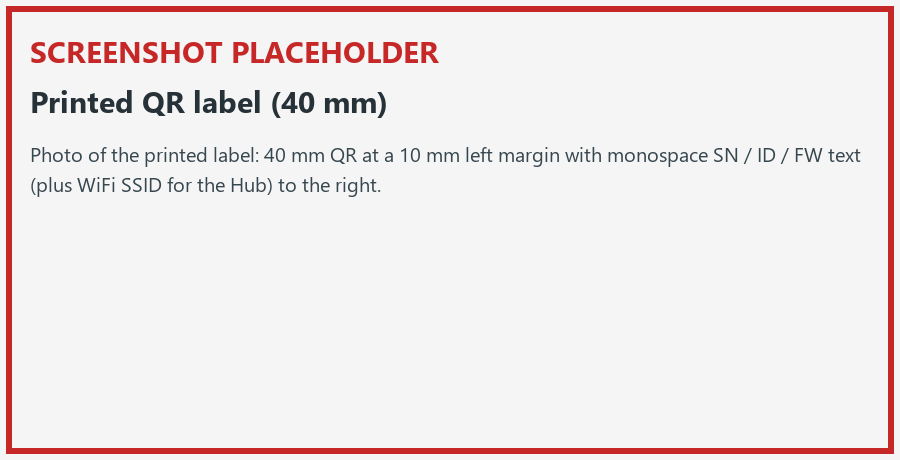 SCREENSHOT PLACEHOLDER
Printed QR label (40 mm)
Photo of the printed label: 40 mm QR at a 10 mm left margin with monospace SN / ID / FW text
(plus WiFi SSID for the Hub) to the right.